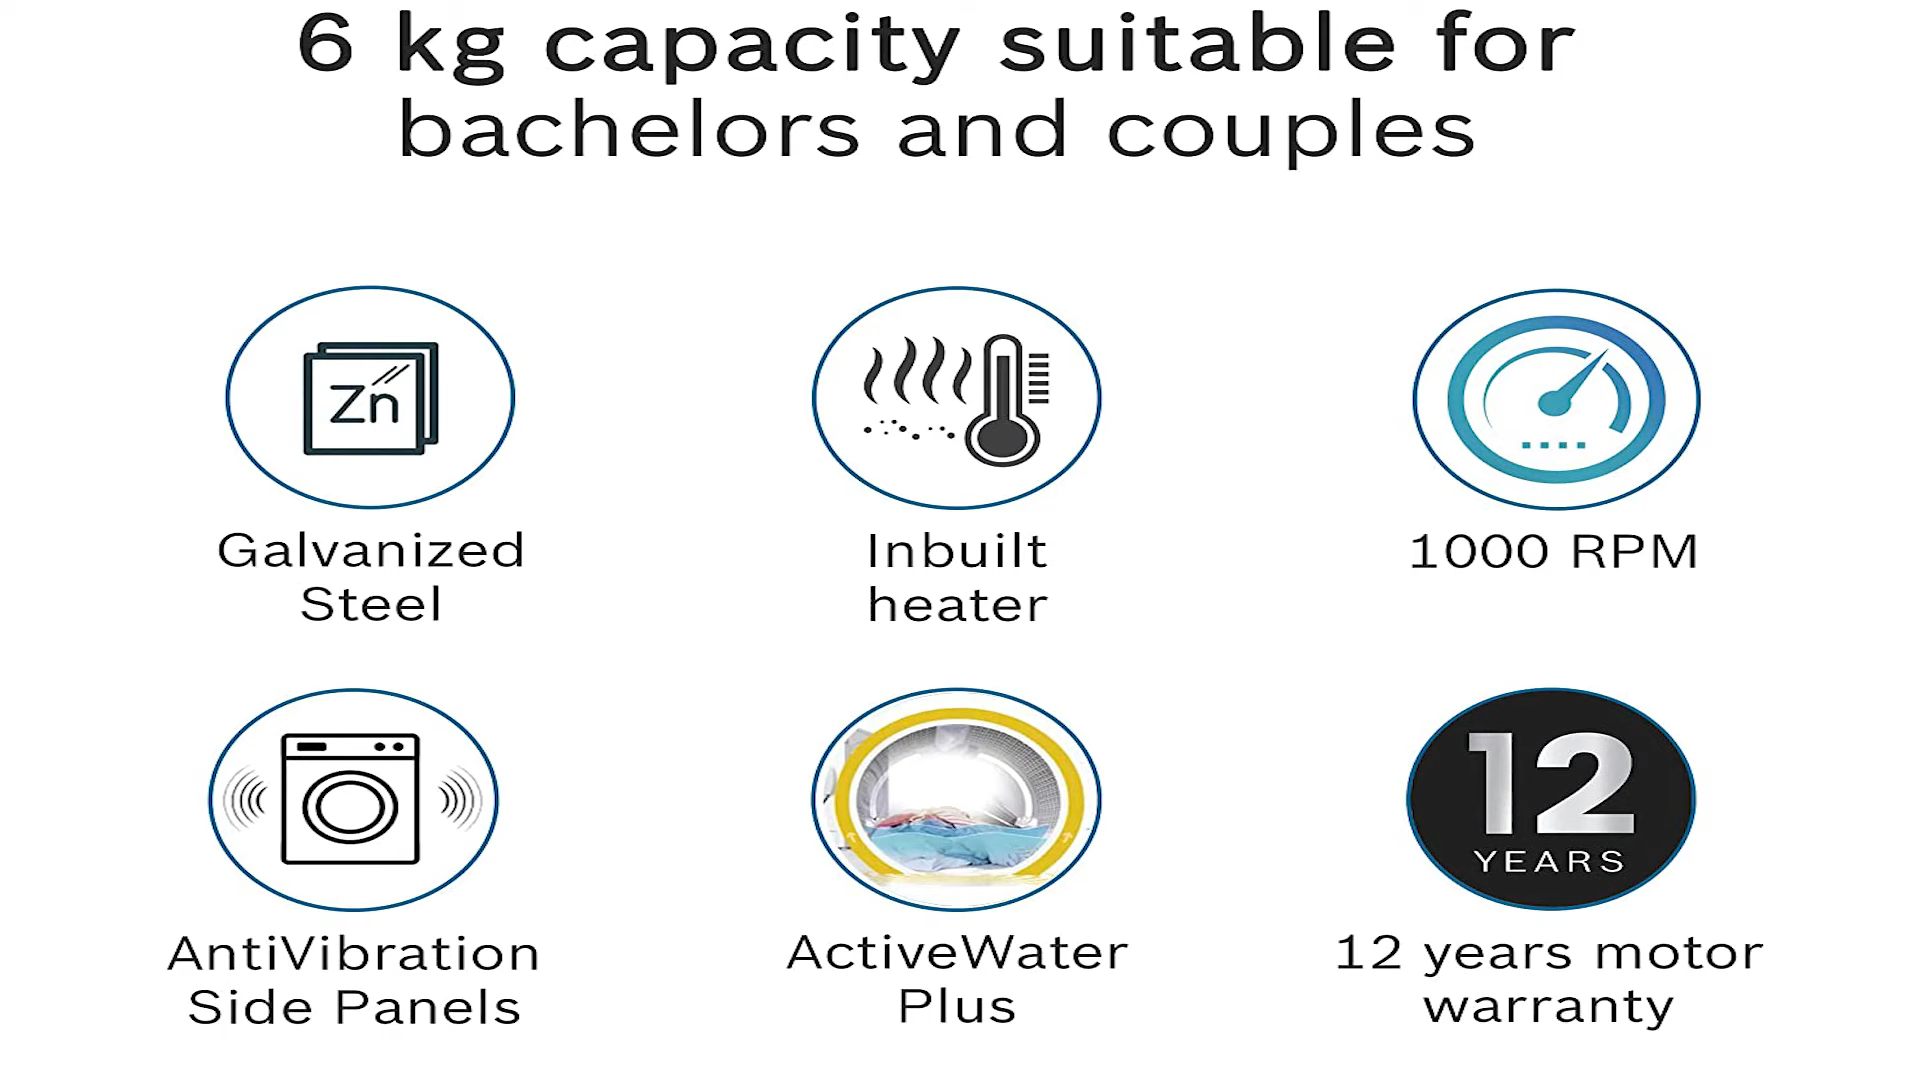 6 kg capacity suitable for
bachelors and couples
Zn
Galvanized
Steel
Inbuilt
heater
1000 RPM
AntiVibration
Side Panels
ActiveWater
Plus
12
YEARS
12 years motor
warranty